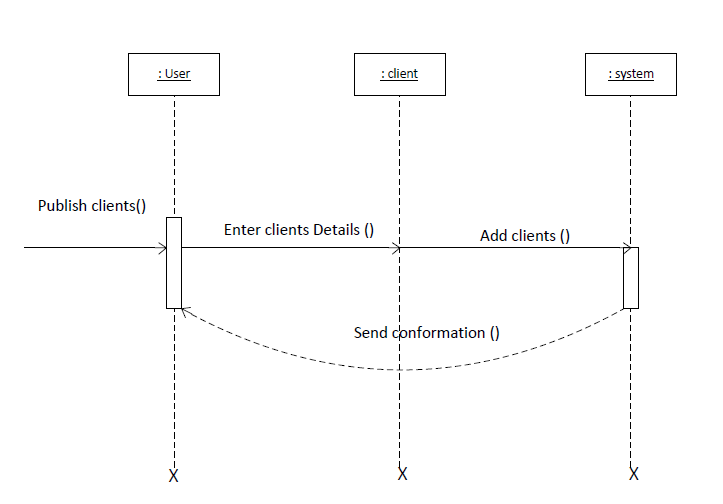 : User
: client
: system
Publish clients()
Enter clients Details ()
Add clients ()
Send conformation ()
X
X
X